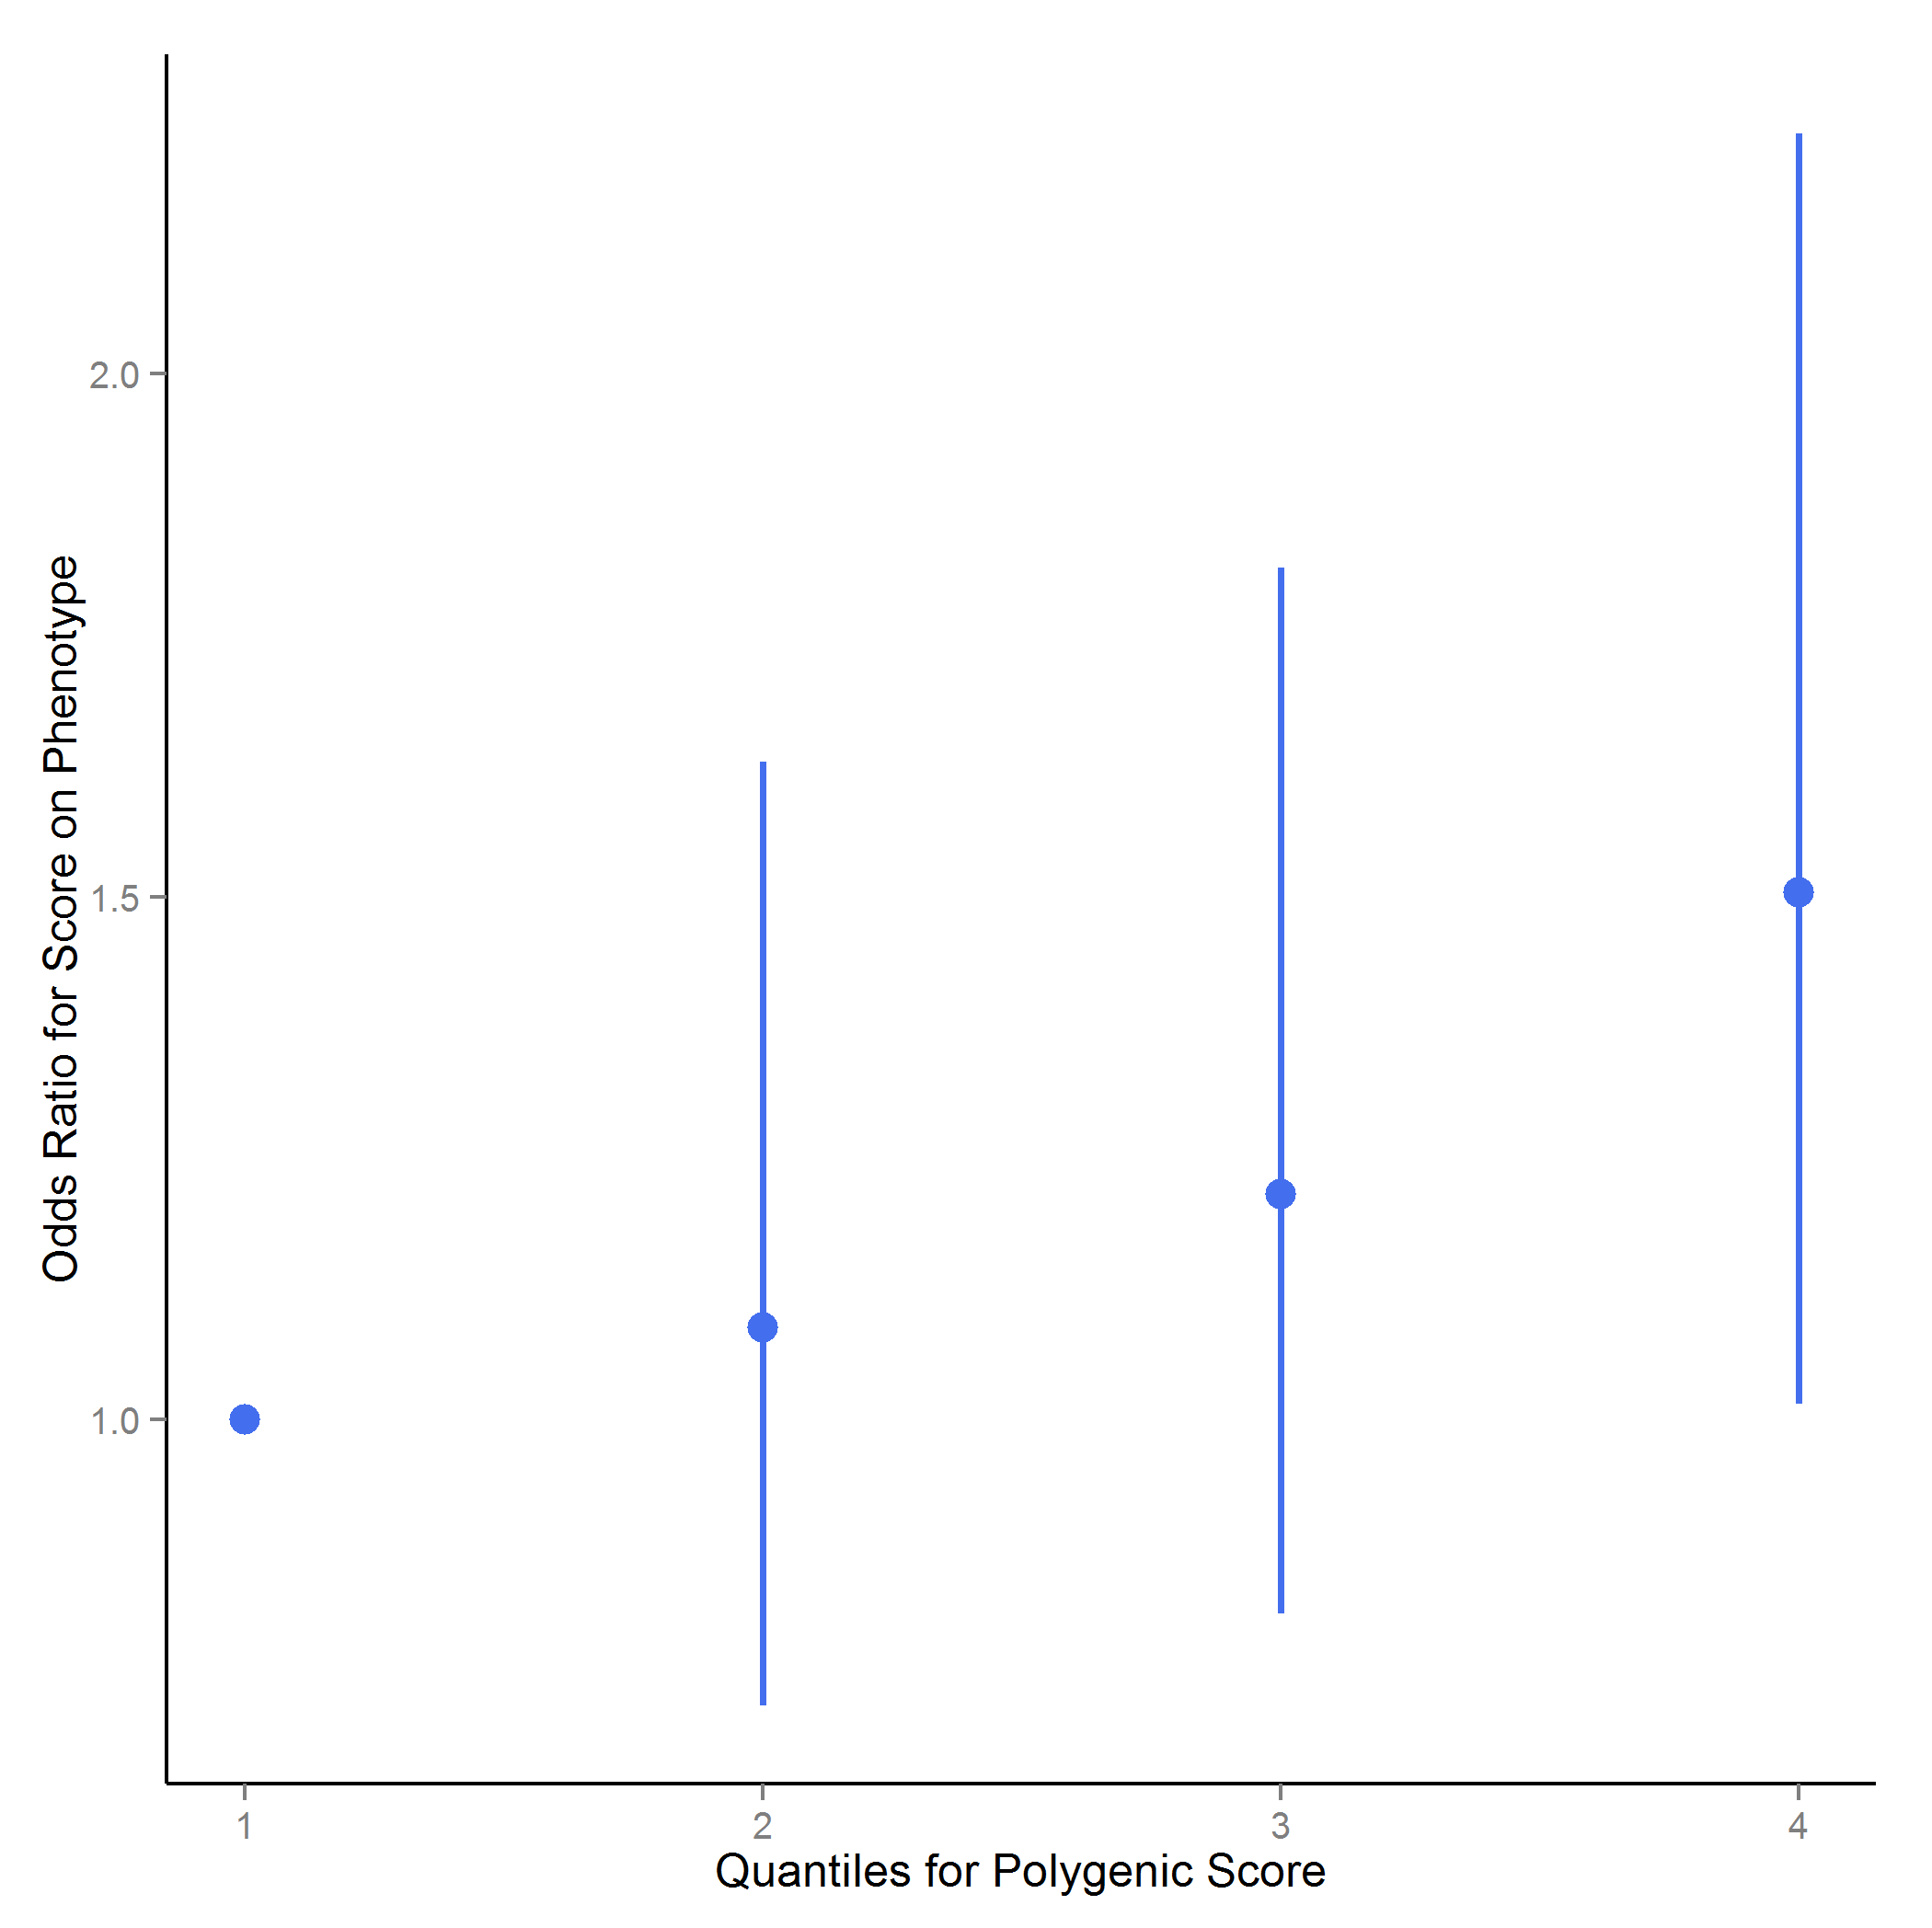 Odds Ratio for Score on Phenotype
2.0
1.5
1.0
1 2 3 4
Quantiles for Polygenic Score